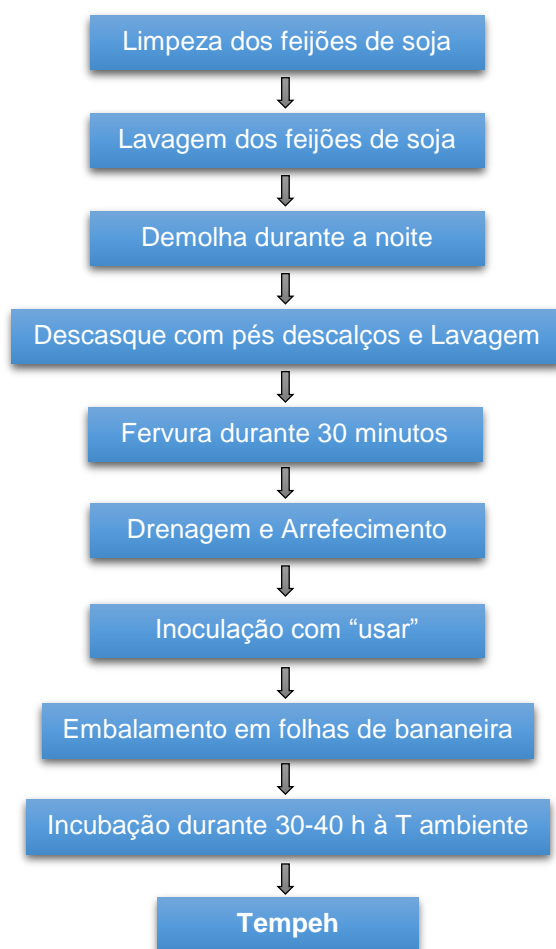 Limpeza dos feijões de soja
Lavagem dos feijões de soja
Demolha durante a noite
Descasque com pés descalços e Lavagem
Fervura durante 30 minutos
Drenagem e Arrefecimento
Inoculação com “usar”
Embalamento em folhas de bananeira
Incubação durante 30-40 h à T ambiente
Tempeh